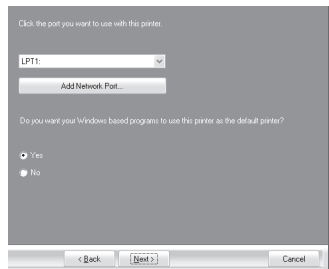 Click the port you want to use with this printer.
LPT1:
Add Network Port...
Do you want your Windows based programs to use this printer as the default printer?
Yes
No
< Back
Next >
Cancel